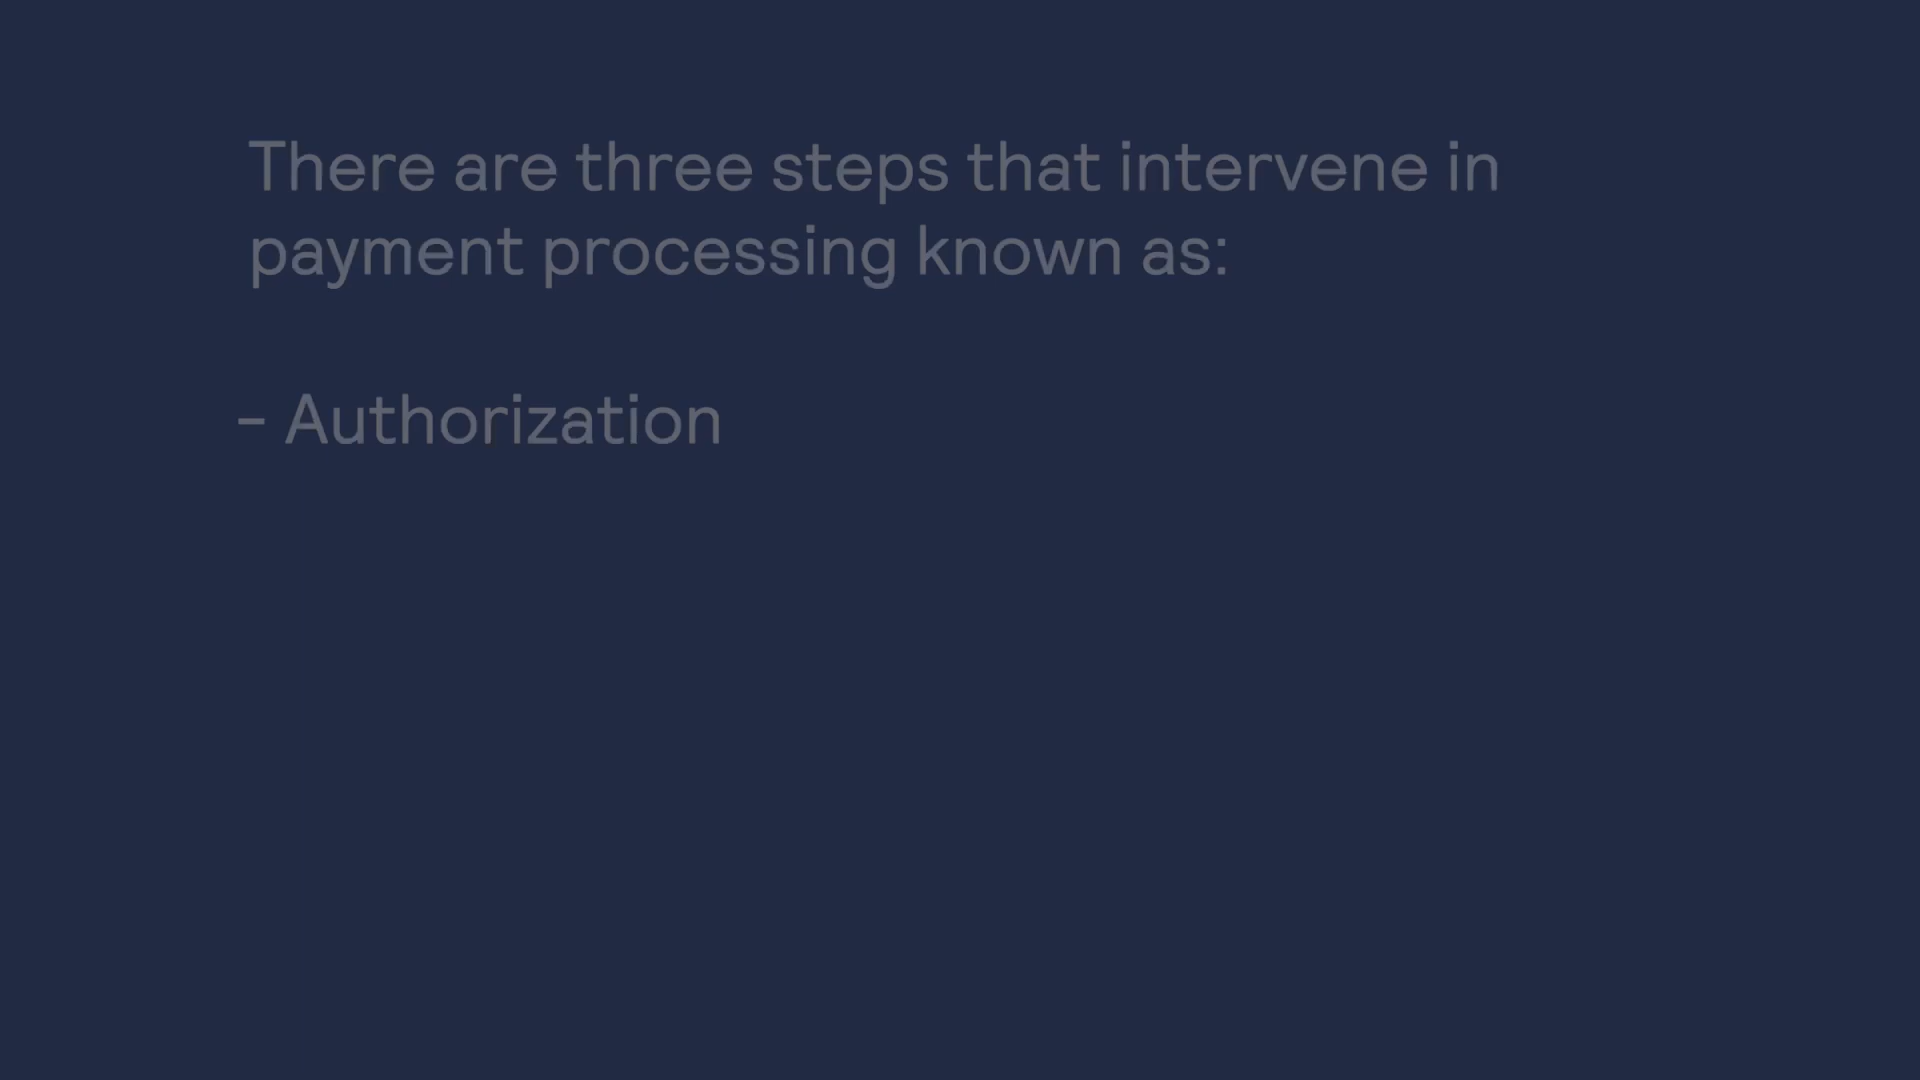 There are three steps that intervene in
payment processing known as:
- Authorization